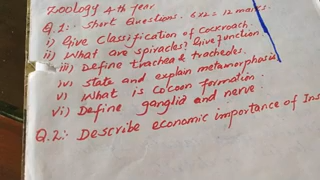 Zoology 4th year
Q.1:- Short Questions. 6x2 = 12 marks.
i) Give Classification of Cockroach.
ii) What are spiracles? Give function.
iii) Define trachea & tracheoles.
iv) State and explain metamorphosis
v) What is cocoon formation.
vi) Define ganglia and nerve.
Q.2:- Describe economic importance of Ins